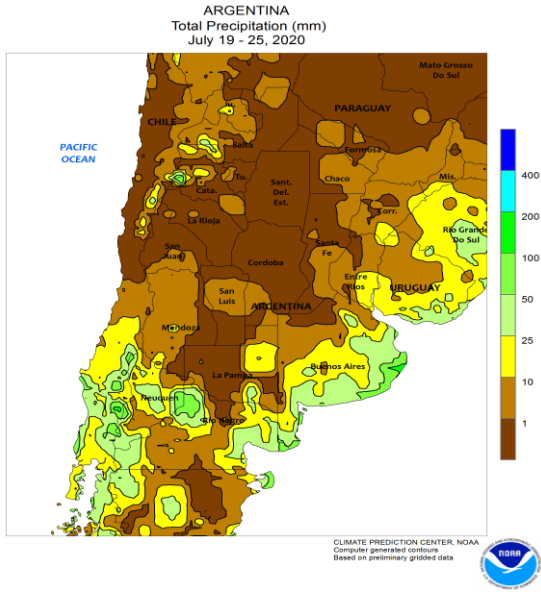 ARGENTINA
Total Precipitation (mm)
July 19 - 25, 2020
Mato Grosso
Do Sul
Ju.
PARAGUAY
CHILE
PACIFIC
OCEAN
Salta
Formosa
Tu.
Chaco
Mis.
Cata.
Sant.
Del.
Est.
Corr.
La Rioja
Rio Grande
Do Sul
San
Juan
Santa
Fe
Cordoba
Entre
Rios
URUGUAY
San
Luis
ARGENTINA
Mendoza
Buenos Aires
La Pampa
Neuquen
Rio Negro
400
200
100
50
25
10
1
CLIMATE PREDICTION CENTER, NOAA
Computer generated contours
Based on preliminary gridded data
NOAA